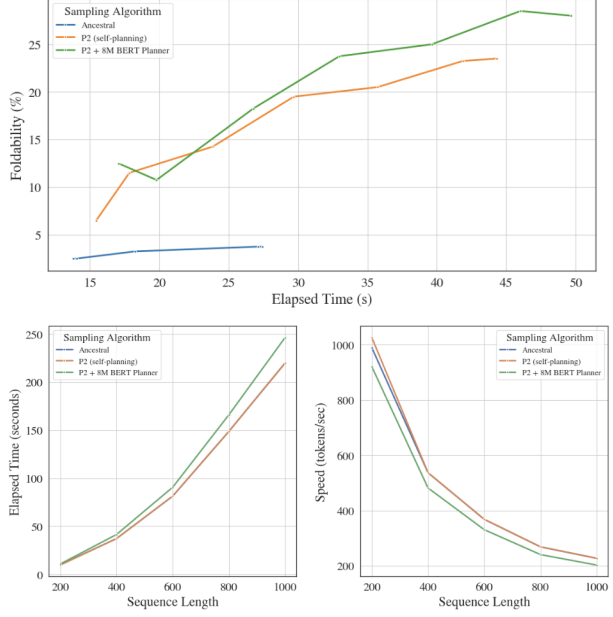 Sampling Algorithm
Ancestral
P2 (self-planning)
P2 + 8M BERT Planner
25
20
15
10
5
Foldability (%)
15 20 25 30 35 40 45 50
Elapsed Time (s)
Sampling Algorithm
Ancestral
P2 (self-planning)
P2 + 8M BERT Planner
250
200
150
100
50
0
Elapsed Time (seconds)
200 400 600 800 1000
Sequence Length
Sampling Algorithm
Ancestral
P2 (self-planning)
P2 + 8M BERT Planner
1000
800
600
400
200
Speed (tokens/sec)
200 400 600 800 1000
Sequence Length